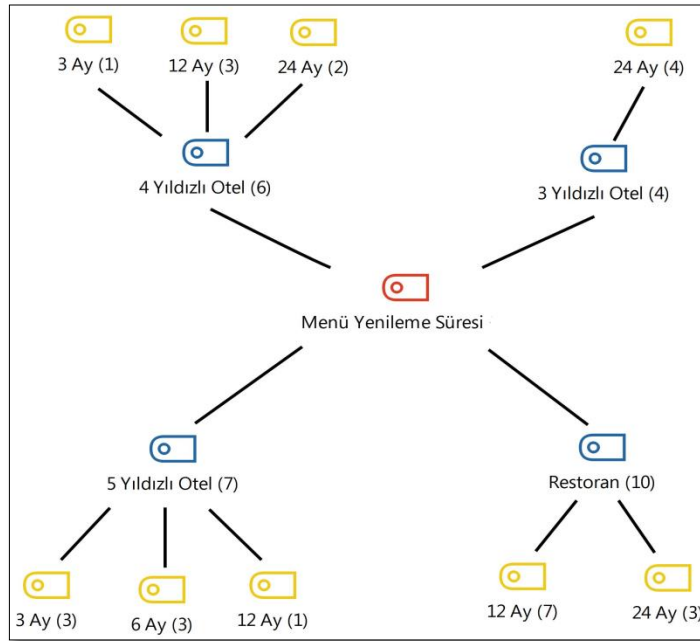 3 Ay (1)
12 Ay (3)
24 Ay (2)
24 Ay (4)
4 Yıldızlı Otel (6)
3 Yıldızlı Otel (4)
Menü Yenileme Süresi
5 Yıldızlı Otel (7)
Restoran (10)
3 Ay (3)
6 Ay (3)
12 Ay (1)
12 Ay (7)
24 Ay (3)